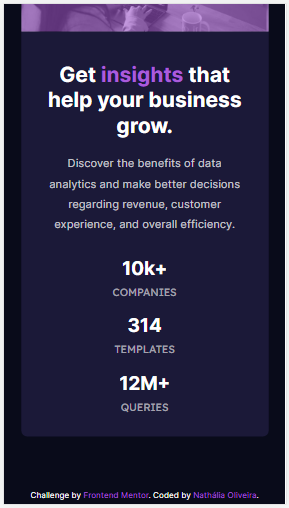 Get insights that
help your business
grow.
Discover the benefits of data
analytics and make better decisions
regarding revenue, customer
experience, and overall efficiency.
10k+
COMPANIES
314
TEMPLATES
12M+
QUERIES
Challenge by Frontend Mentor. Coded by Nathália Oliveira.